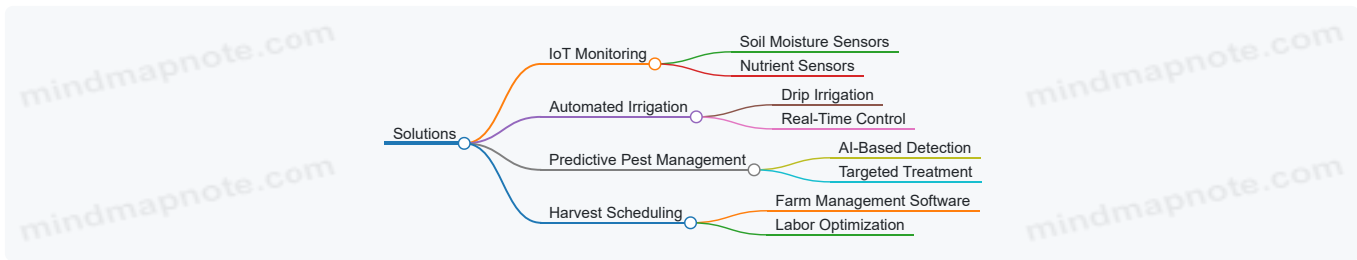 mindmapnote.com
mindmapnote.com
Solutions
IoT Monitoring
Soil Moisture Sensors
Nutrient Sensors
Automated Irrigation
Drip Irrigation
Real-Time Control
Predictive Pest Management
AI-Based Detection
Targeted Treatment
Harvest Scheduling
Farm Management Software
Labor Optimization
mindmapnote.com
mindmapnote.com